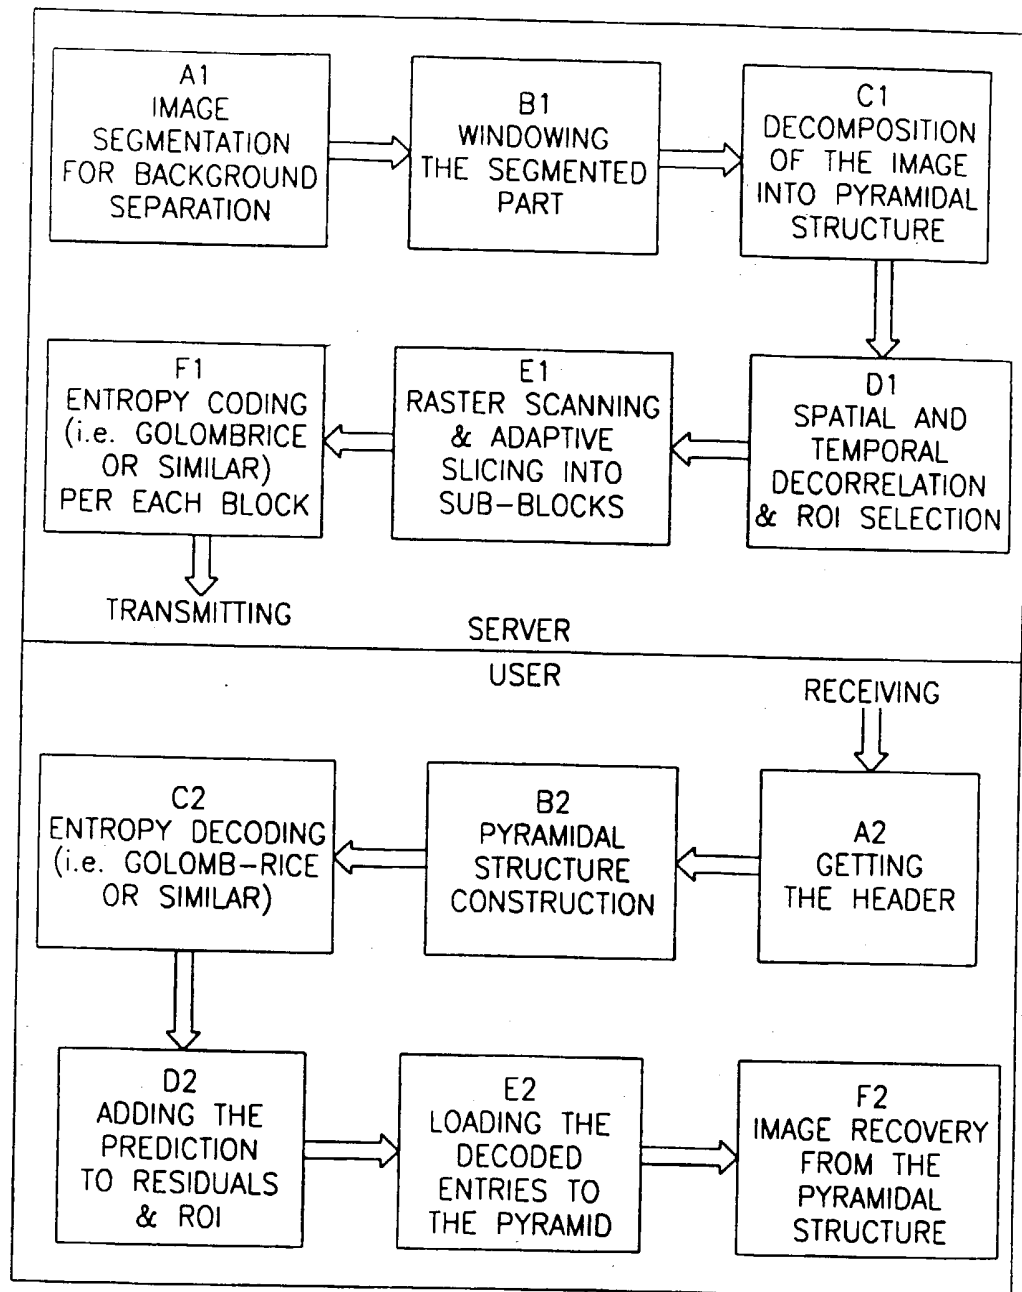 A1
IMAGE
SEGMENTATION
FOR BACKGROUND
SEPARATION
B1
WINDOWING
THE SEGMENTED
PART
C1
DECOMPOSITION
OF THE IMAGE
INTO PYRAMIDAL
STRUCTURE
D1
SPATIAL AND
TEMPORAL
DECORRELATION
& ROI SELECTION
E1
RASTER SCANNING
& ADAPTIVE
SLICING INTO
SUB-BLOCKS
F1
ENTROPY CODING
(i.e. GOLOMBRICE
OR SIMILAR)
PER EACH BLOCK
TRANSMITTING
SERVER
USER
RECEIVING
A2
GETTING
THE HEADER
B2
PYRAMIDAL
STRUCTURE
CONSTRUCTION
C2
ENTROPY DECODING
(i.e. GOLOMB-RICE
OR SIMILAR)
D2
ADDING THE
PREDICTION
TO RESIDUALS
& ROI
E2
LOADING THE
DECODED
ENTRIES TO
THE PYRAMID
F2
IMAGE RECOVERY
FROM THE
PYRAMIDAL
STRUCTURE